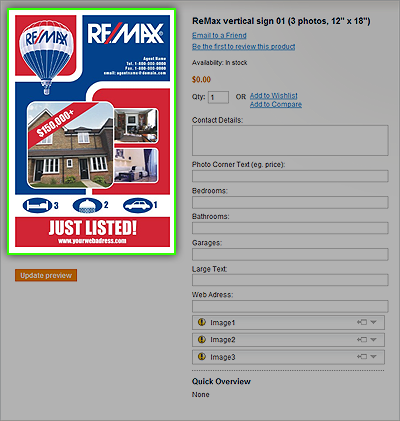 RE/MAX
RE/MAX®
Agent Name
Tel. 1-800-000-0000
Fax. 1-800-000-0000
email: agentname@domain.com
$150,000+
3
2
1
JUST LISTED!
www.yourwebadress.com
Update preview
ReMax vertical sign 01 (3 photos, 12" x 18")
Email to a Friend
Be the first to review this product
Availability: In stock
$0.00
Qty: 1 OR Add to Wishlist
Add to Compare
Contact Details:
Photo Corner Text (eg. price):
Bedrooms:
Bathrooms:
Garages:
Large Text:
Web Adress:
Image1
Image2
Image3
Quick Overview
None